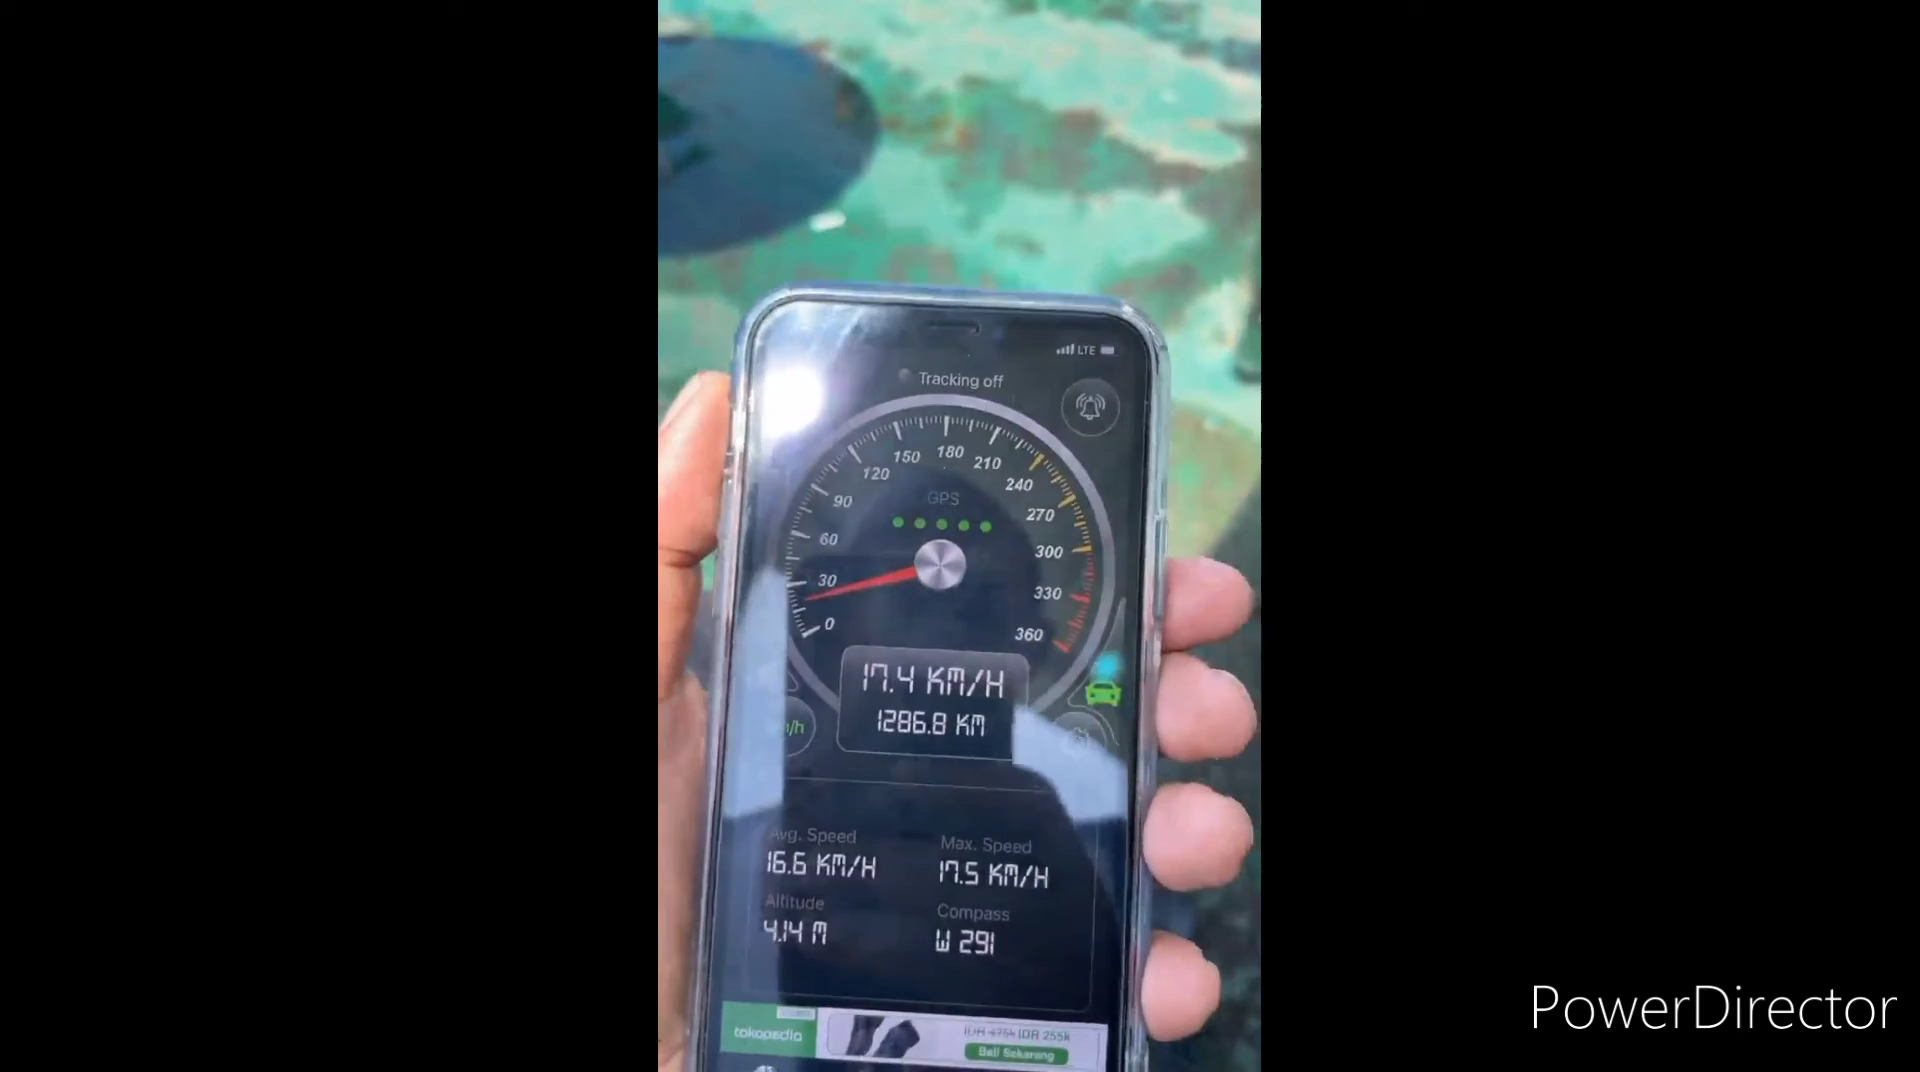 LTE
Tracking off
0
30
60
90
120
150
180
210
240
270
300
330
360
GPS
17.4 KM/H
1286.8 KM
/h
Avg. Speed
16.6 KM/H
Max. Speed
17.5 KM/H
Altitude
4.14 M
Compass
W 291
tokopedia
IDR 475k IDR 255k
Beli Sekarang
PowerDirector